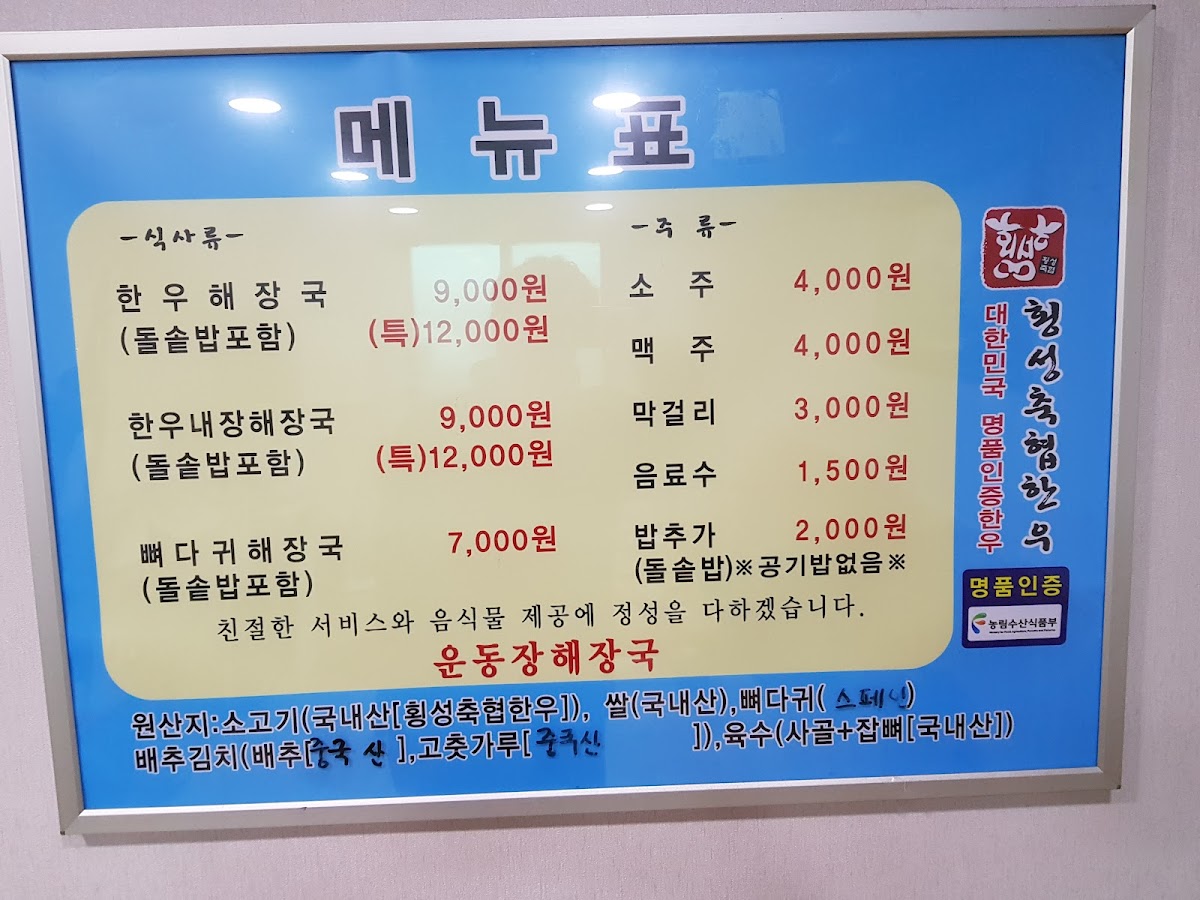 메뉴표
-식사류-
한우해장국 9,000원
(돌솥밥포함) (특)12,000원
한우내장해장국 9,000원
(돌솥밥포함) (특)12,000원
뼈다귀해장국 7,000원
(돌솥밥포함)
-주류-
소주 4,000원
맥주 4,000원
막걸리 3,000원
음료수 1,500원
밥추가 2,000원
(돌솥밥)※공기밥없음※
친절한 서비스와 음식물 제공에 정성을 다하겠습니다.
운동장해장국
횡성축협한우
대한민국 명품인증한우
명품인증
농림수산식품부
원산지:소고기(국내산[횡성축협한우]), 쌀(국내산),뼈다귀(스페인)
배추김치(배추[중국산],고춧가루[중국산]),육수(사골+잡뼈[국내산])